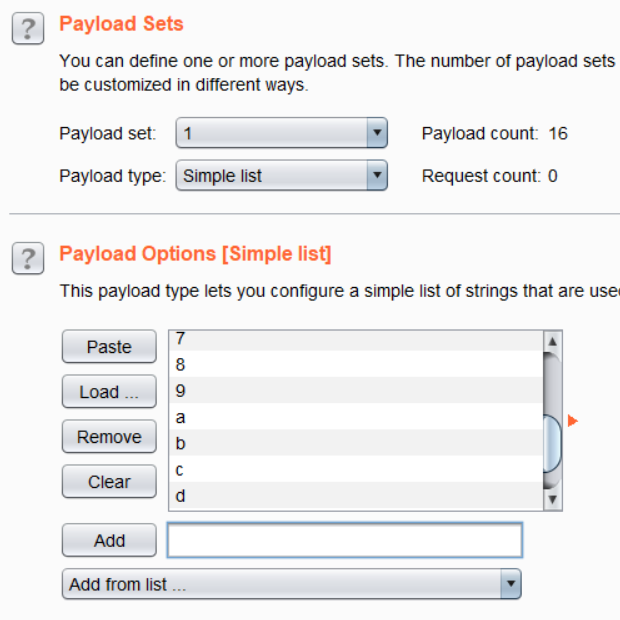 ?
Payload Sets
You can define one or more payload sets. The number of payload sets
be customized in different ways.
Payload set: 1
Payload count: 16
Payload type: Simple list
Request count: 0
?
Payload Options [Simple list]
This payload type lets you configure a simple list of strings that are use
Paste
Load ...
Remove
Clear
7
8
9
a
b
c
d
Add
Add from list ...